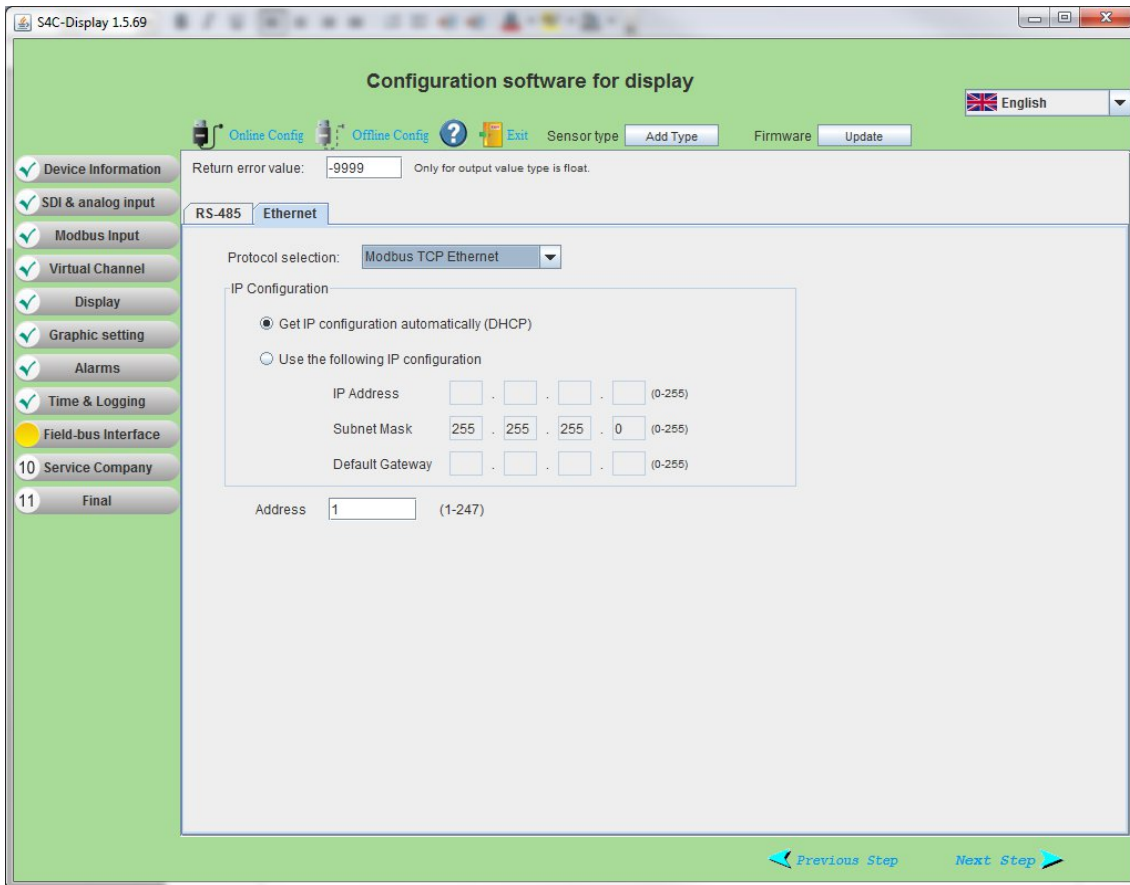 S4C-Display 1.5.69
Configuration software for display
English
Online Config Offline Config ? Exit Sensor type Add Type Firmware Update
Device Information
SDI & analog input
Modbus Input
Virtual Channel
Display
Graphic setting
Alarms
Time & Logging
Field-bus Interface
10 Service Company
11 Final
Return error value: -9999 Only for output value type is float.
RS-485 Ethernet
Protocol selection: Modbus TCP Ethernet
IP Configuration
Get IP configuration automatically (DHCP)
Use the following IP configuration
IP Address . . . (0-255)
Subnet Mask 255 . 255 . 255 . 0 (0-255)
Default Gateway . . . (0-255)
Address 1 (1-247)
Previous Step Next Step